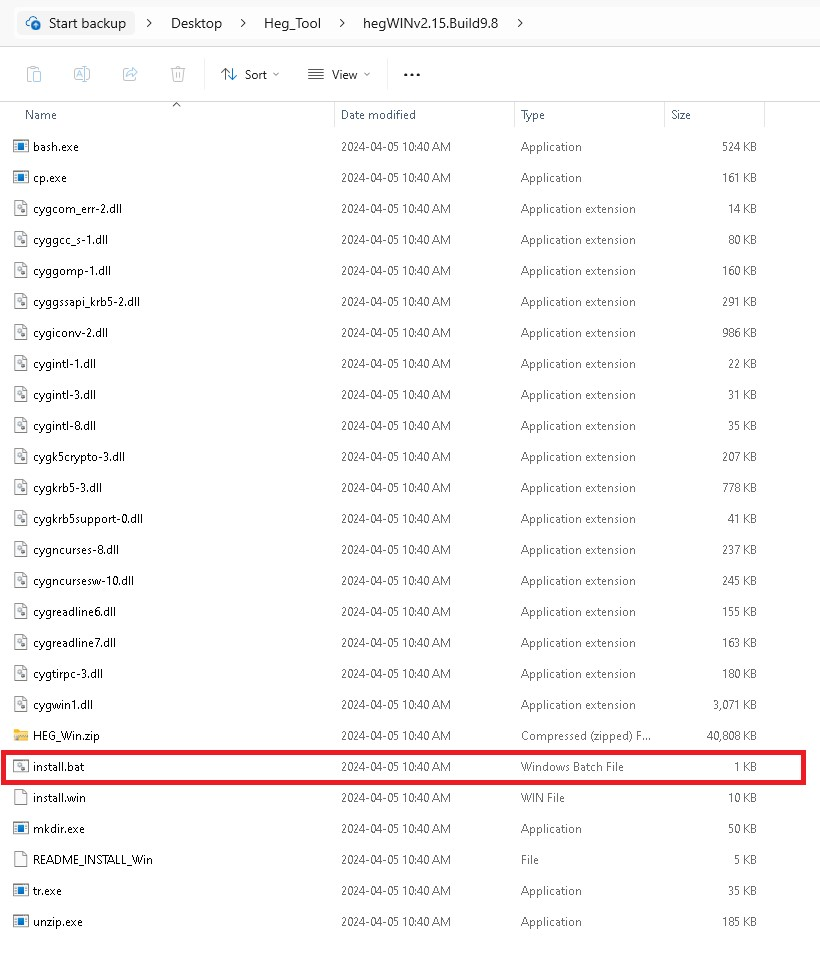 Start backup > Desktop > Heg_Tool > hegWINv2.15.Build9.8 >
Sort View ...
Name Date modified Type Size
bash.exe 2024-04-05 10:40 AM Application 524 KB
cp.exe 2024-04-05 10:40 AM Application 161 KB
cygcom_err-2.dll 2024-04-05 10:40 AM Application extension 14 KB
cyggcc_s-1.dll 2024-04-05 10:40 AM Application extension 80 KB
cyggomp-1.dll 2024-04-05 10:40 AM Application extension 160 KB
cyggssapi_krb5-2.dll 2024-04-05 10:40 AM Application extension 291 KB
cygiconv-2.dll 2024-04-05 10:40 AM Application extension 986 KB
cygintl-1.dll 2024-04-05 10:40 AM Application extension 22 KB
cygintl-3.dll 2024-04-05 10:40 AM Application extension 31 KB
cygintl-8.dll 2024-04-05 10:40 AM Application extension 35 KB
cygk5crypto-3.dll 2024-04-05 10:40 AM Application extension 207 KB
cygkrb5-3.dll 2024-04-05 10:40 AM Application extension 778 KB
cygkrb5support-0.dll 2024-04-05 10:40 AM Application extension 41 KB
cygncurses-8.dll 2024-04-05 10:40 AM Application extension 237 KB
cygncursesw-10.dll 2024-04-05 10:40 AM Application extension 245 KB
cygreadline6.dll 2024-04-05 10:40 AM Application extension 155 KB
cygreadline7.dll 2024-04-05 10:40 AM Application extension 163 KB
cygtirpc-3.dll 2024-04-05 10:40 AM Application extension 180 KB
cygwin1.dll 2024-04-05 10:40 AM Application extension 3,071 KB
HEG_Win.zip 2024-04-05 10:40 AM Compressed (zipped) F... 40,808 KB
install.bat 2024-04-05 10:40 AM Windows Batch File 1 KB
install.win 2024-04-05 10:40 AM WIN File 10 KB
mkdir.exe 2024-04-05 10:40 AM Application 50 KB
README_INSTALL_Win 2024-04-05 10:40 AM File 5 KB
tr.exe 2024-04-05 10:40 AM Application 35 KB
unzip.exe 2024-04-05 10:40 AM Application 185 KB